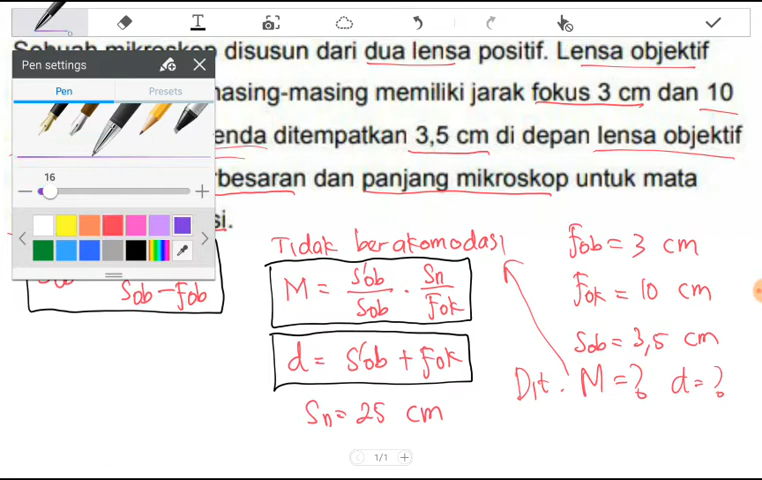 Sebuah mikroskop disusun dari dua lensa positif. Lensa objektif
Pen settings
Pen
Presets
masing-masing memiliki jarak fokus 3 cm dan 10
enda ditempatkan 3,5 cm di depan lensa objektif
16
besaran dan panjang mikroskop untuk mata
si.
Tidak berakomodasi
Fob = 3 cm
Sob - Fob
M = S'ob/Sob . Sn/Fok
Fok = 10 cm
d = S'ob + Fok
Sob = 3,5 cm
Dit. M = ? d = ?
Sn = 25 cm
1/1